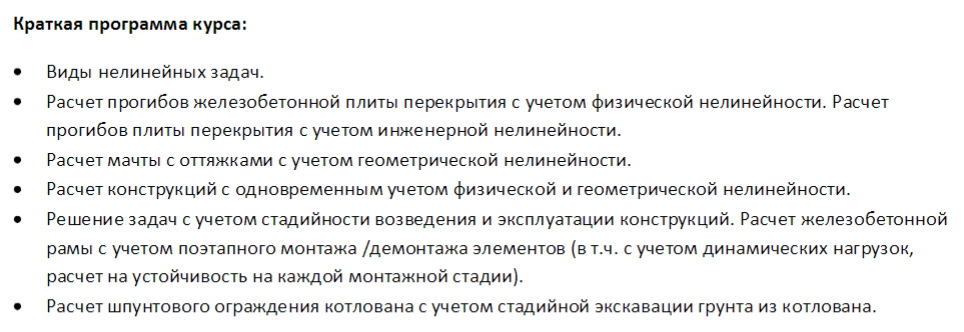 Краткая программа курса:
• Виды нелинейных задач.
• Расчет прогибов железобетонной плиты перекрытия с учетом физической нелинейности. Расчет
прогибов плиты перекрытия с учетом инженерной нелинейности.
• Расчет мачты с оттяжками с учетом геометрической нелинейности.
• Расчет конструкций с одновременным учетом физической и геометрической нелинейности.
• Решение задач с учетом стадийности возведения и эксплуатации конструкций. Расчет железобетонной
рамы с учетом поэтапного монтажа /демонтажа элементов (в т.ч. с учетом динамических нагрузок,
расчет на устойчивость на каждой монтажной стадии).
• Расчет шпунтового ограждения котлована с учетом стадийной экскавации грунта из котлована.